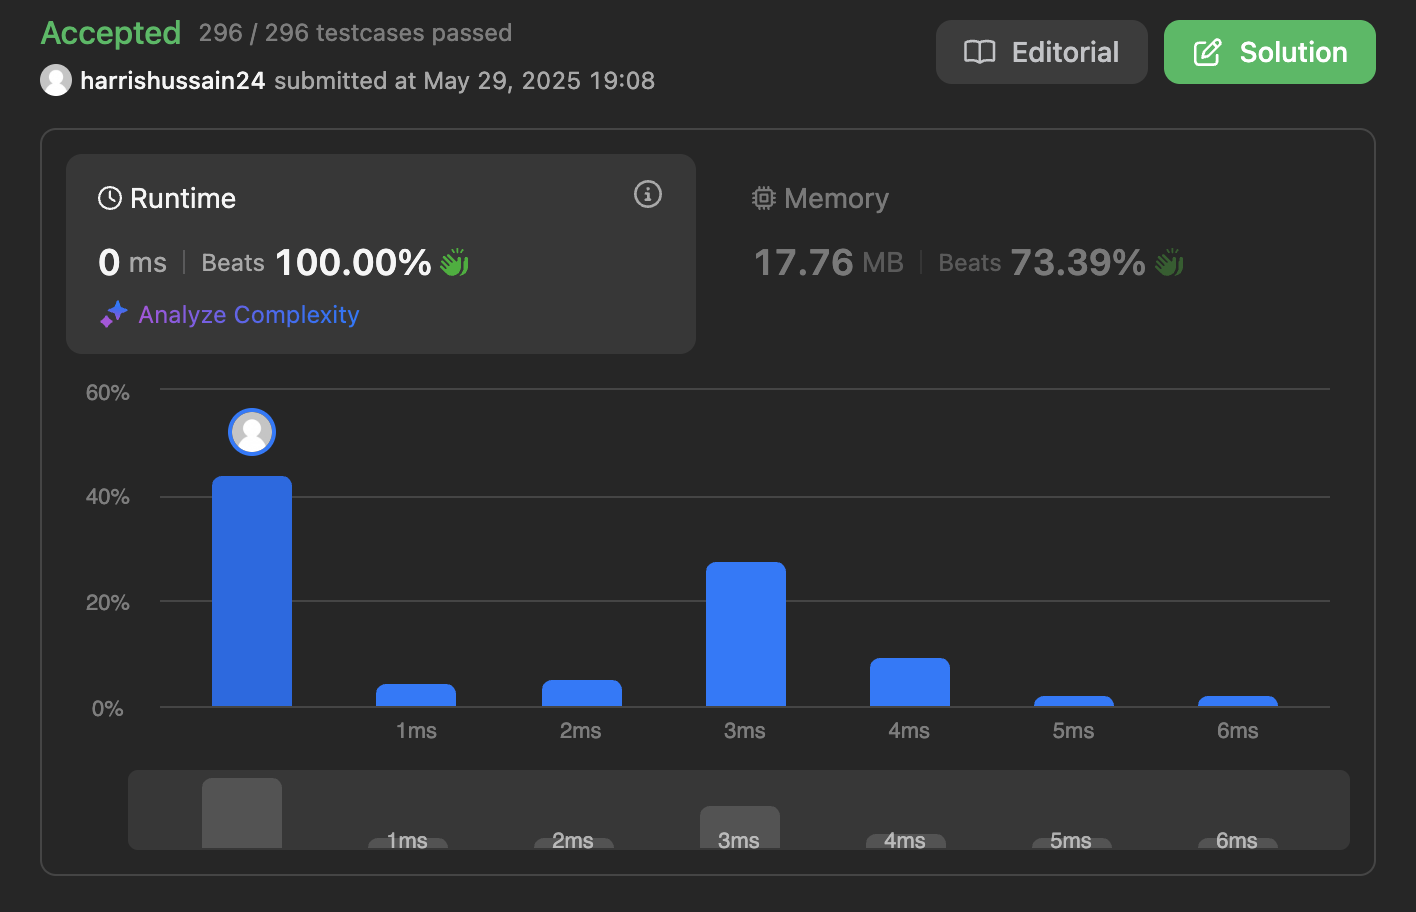 Accepted 296 / 296 testcases passed
harrishussain24 submitted at May 29, 2025 19:08
Editorial
Solution
Runtime
0 ms | Beats 100.00%
Analyze Complexity
Memory
17.76 MB | Beats 73.39%
60%
40%
20%
0%
1ms 2ms 3ms 4ms 5ms 6ms
1ms 2ms 3ms 4ms 5ms 6ms